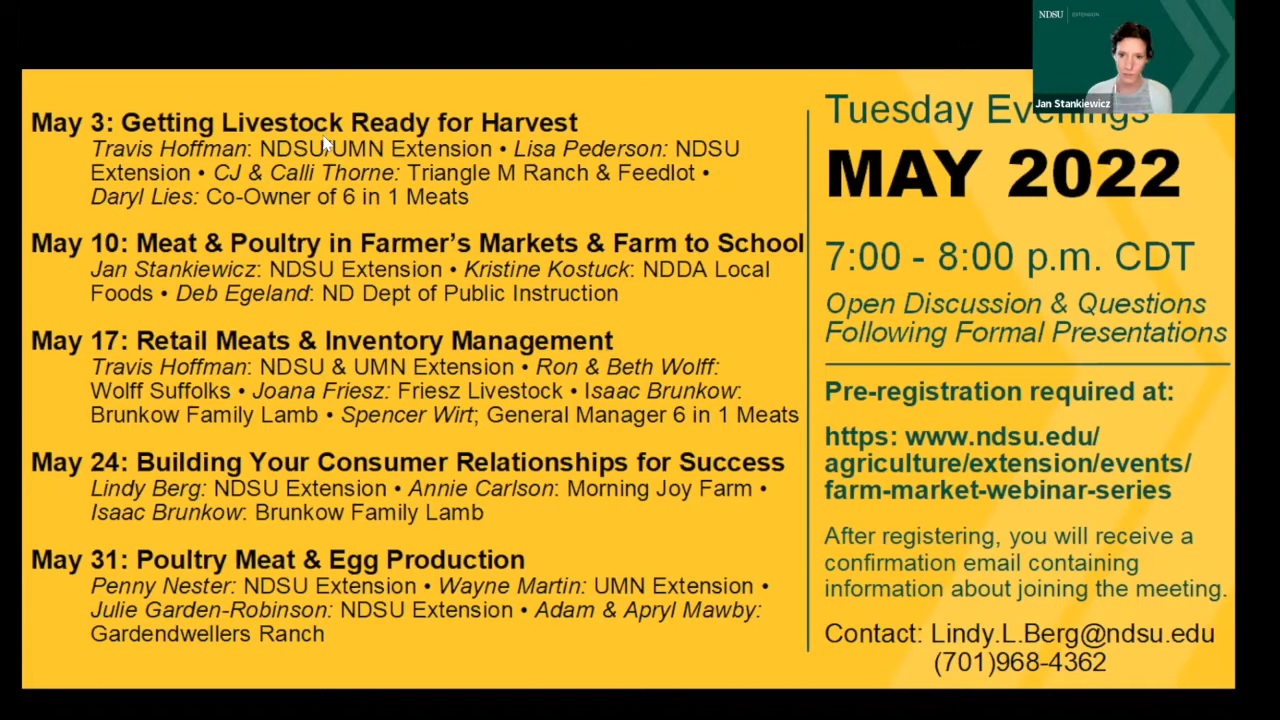 NDSU EXTENSION
Jan Stankiewicz
May 3: Getting Livestock Ready for Harvest
Travis Hoffman: NDSU/UMN Extension • Lisa Pederson: NDSU
Extension • CJ & Calli Thorne: Triangle M Ranch & Feedlot •
Daryl Lies: Co-Owner of 6 in 1 Meats
May 10: Meat & Poultry in Farmer's Markets & Farm to School
Jan Stankiewicz: NDSU Extension • Kristine Kostuck: NDDA Local
Foods • Deb Egeland: ND Dept of Public Instruction
May 17: Retail Meats & Inventory Management
Travis Hoffman: NDSU & UMN Extension • Ron & Beth Wolff:
Wolff Suffolks • Joana Friesz: Friesz Livestock • Isaac Brunkow:
Brunkow Family Lamb • Spencer Wirt; General Manager 6 in 1 Meats
May 24: Building Your Consumer Relationships for Success
Lindy Berg: NDSU Extension • Annie Carlson: Morning Joy Farm •
Isaac Brunkow: Brunkow Family Lamb
May 31: Poultry Meat & Egg Production
Penny Nester: NDSU Extension • Wayne Martin: UMN Extension •
Julie Garden-Robinson: NDSU Extension • Adam & Apryl Mawby:
Gardendwellers Ranch
Tuesday Evenings
MAY 2022
7:00 - 8:00 p.m. CDT
Open Discussion & Questions
Following Formal Presentations
Pre-registration required at:
https: www.ndsu.edu/
agriculture/extension/events/
farm-market-webinar-series
After registering, you will receive a
confirmation email containing
information about joining the meeting.
Contact: Lindy.L.Berg@ndsu.edu
(701)968-4362